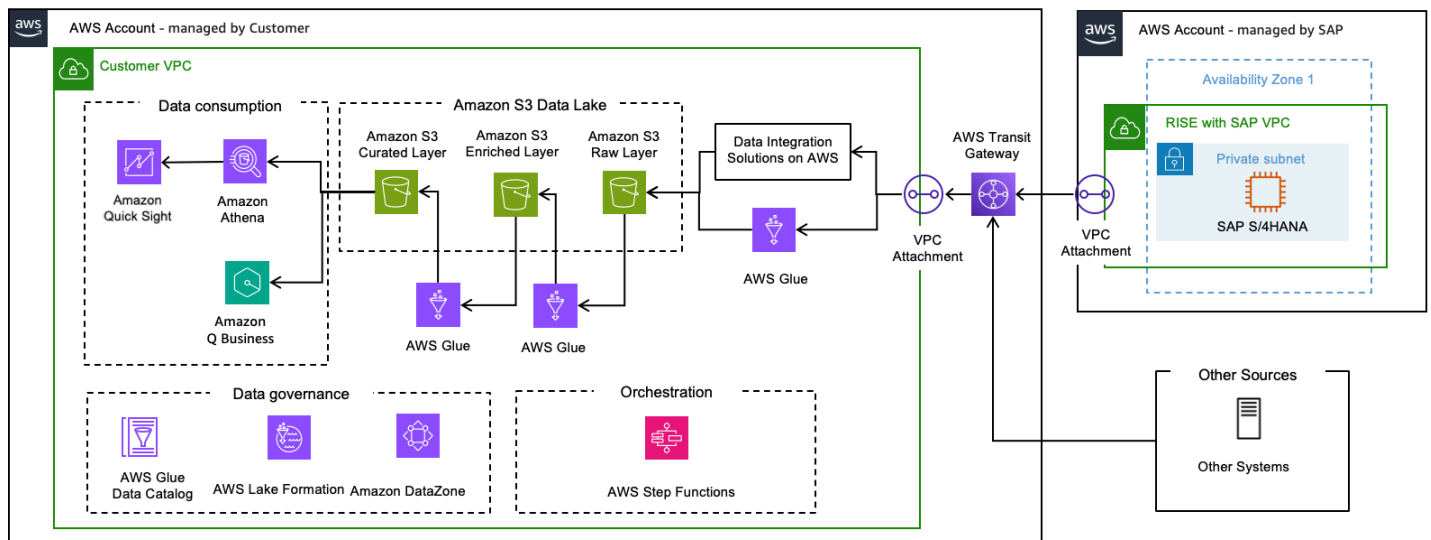 aws
AWS Account - managed by Customer
Customer VPC
Data consumption
Amazon
Quick Sight
Amazon
Athena
Amazon
Q Business
Amazon S3 Data Lake
Amazon S3
Curated Layer
Amazon S3
Enriched Layer
Amazon S3
Raw Layer
AWS Glue
AWS Glue
Data Integration
Solutions on AWS
AWS Glue
VPC
Attachment
AWS Transit
Gateway
Data governance
AWS Glue
Data Catalog
AWS Lake Formation
Amazon DataZone
Orchestration
AWS Step Functions
aws
AWS Account - managed by SAP
Availability Zone 1
RISE with SAP VPC
Private subnet
SAP S/4HANA
VPC
Attachment
Other Sources
Other Systems